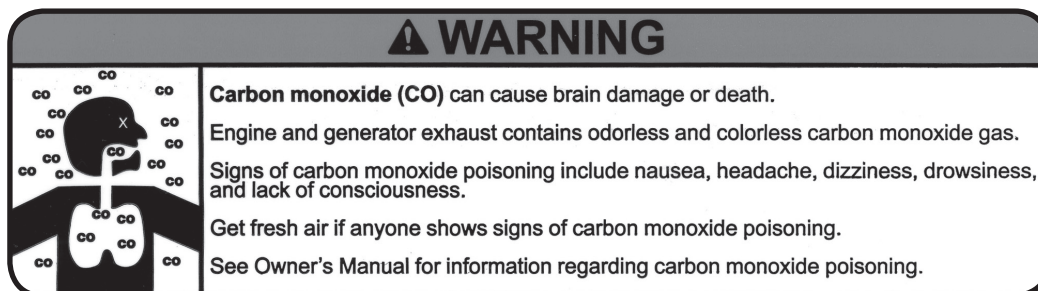 WARNING
CO
CO CO CO
CO
CO CO
CO CO
CO CO
CO CO CO
CO
CO CO
CO CO
CO CO
Carbon monoxide (CO) can cause brain damage or death.
Engine and generator exhaust contains odorless and colorless carbon monoxide gas.
Signs of carbon monoxide poisoning include nausea, headache, dizziness, drowsiness,
and lack of consciousness.
Get fresh air if anyone shows signs of carbon monoxide poisoning.
See Owner's Manual for information regarding carbon monoxide poisoning.